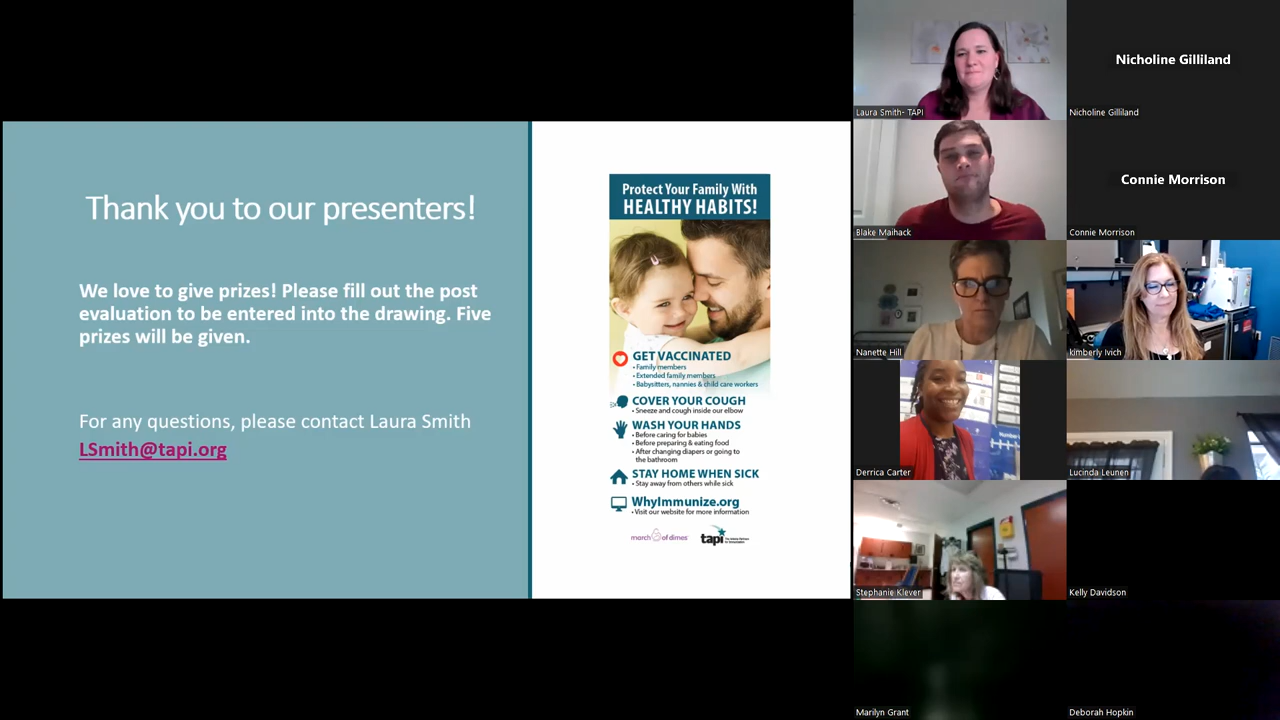 Thank you to our presenters!
We love to give prizes! Please fill out the post
evaluation to be entered into the drawing. Five
prizes will be given.
For any questions, please contact Laura Smith
LSmith@tapi.org
Protect Your Family With
HEALTHY HABITS!
GET VACCINATED
• Family members
• Extended family members
• Babysitters, nannies & child care workers
COVER YOUR COUGH
• Sneeze and cough inside our elbow
WASH YOUR HANDS
• Before caring for babies
• Before preparing & eating food
• After changing diapers or going to
the bathroom
STAY HOME WHEN SICK
• Stay away from others while sick
WhyImmunize.org
• Visit our website for more information
march of dimes
tapi
Laura Smith- TAPI
Nicholine Gilliland
Nicholine Gilliland
Blake Maihack
Connie Morrison
Connie Morrison
Nanette Hill
kimberly Ivich
Derrica Carter
Lucinda Leunen
Stephanie Klever
Kelly Davidson
Marilyn Grant
Deborah Hopkin